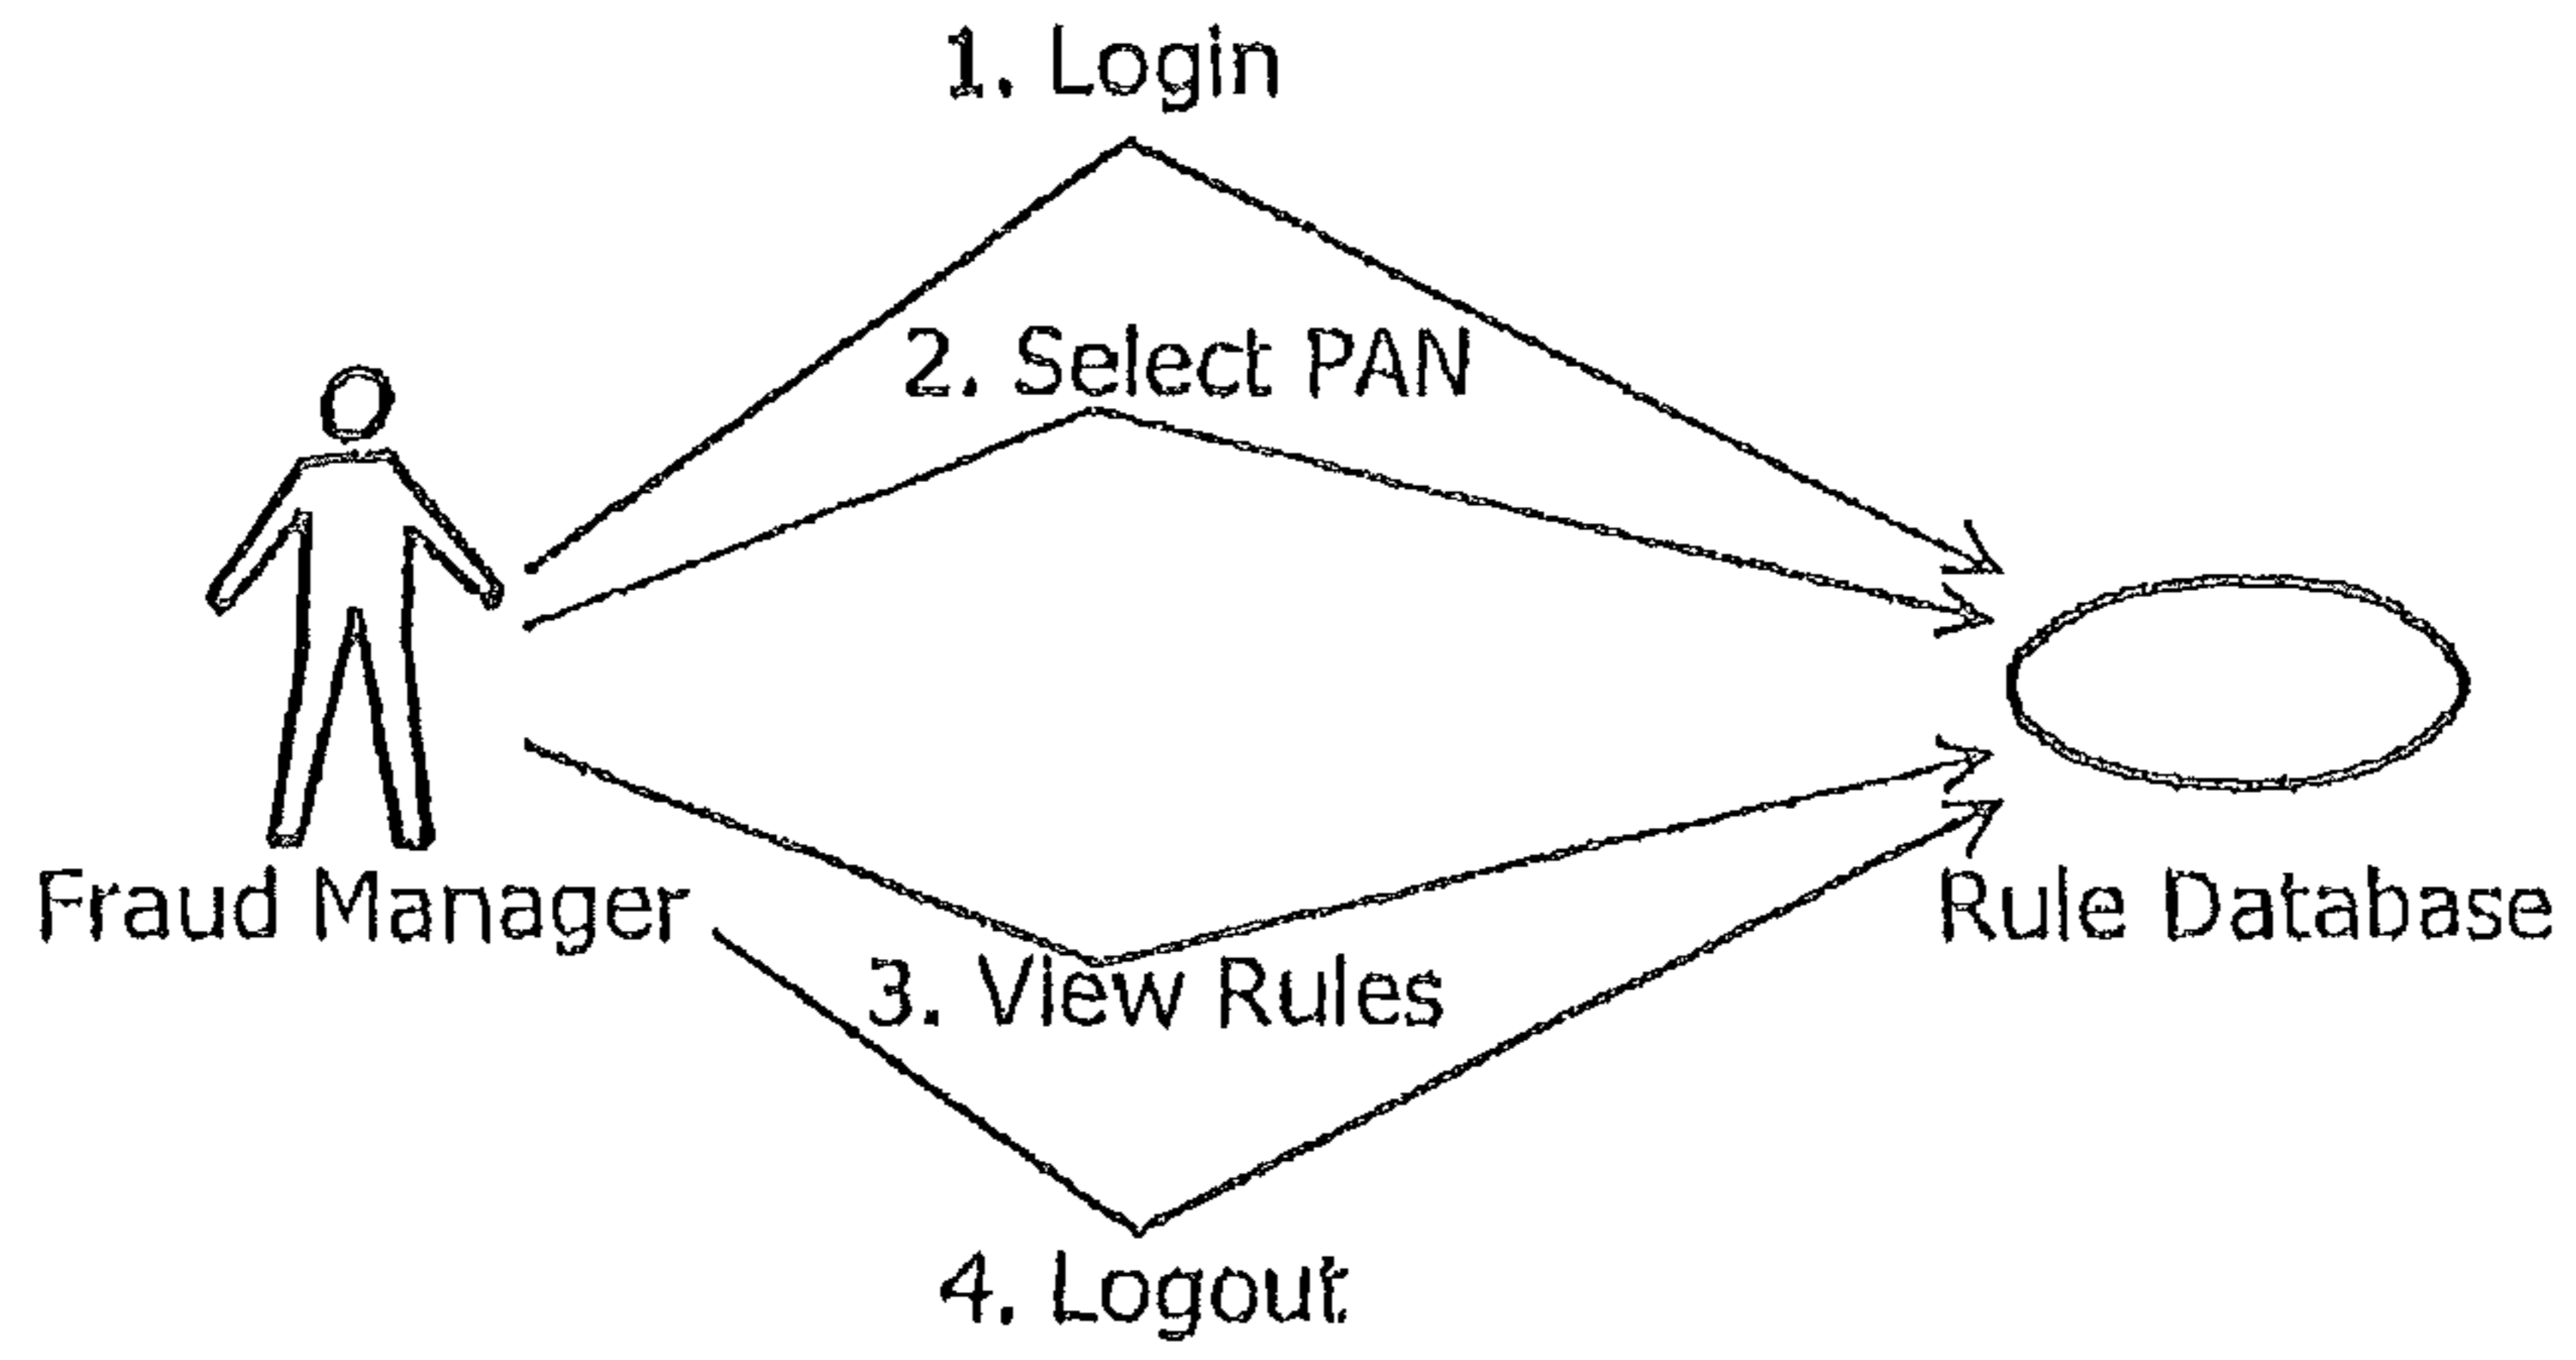 1. Login
2. Select PAN
Fraud Manager
Rule Database
3. View Rules
4. Logout